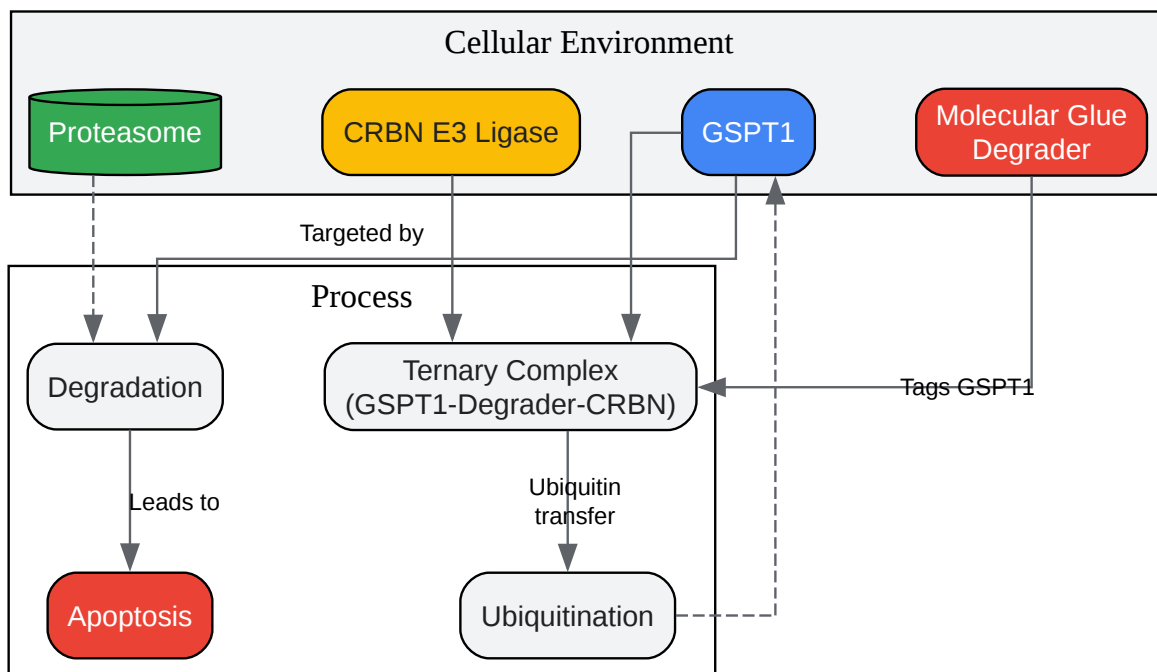 Cellular Environment
Proteasome
CRBN E3 Ligase
GSPT1
Molecular Glue
Degrader
Targeted by
Process
Degradation
Ternary Complex
(GSPT1-Degrader-CRBN)
Tags GSPT1
Leads to
Ubiquitin
transfer
Apoptosis
Ubiquitination